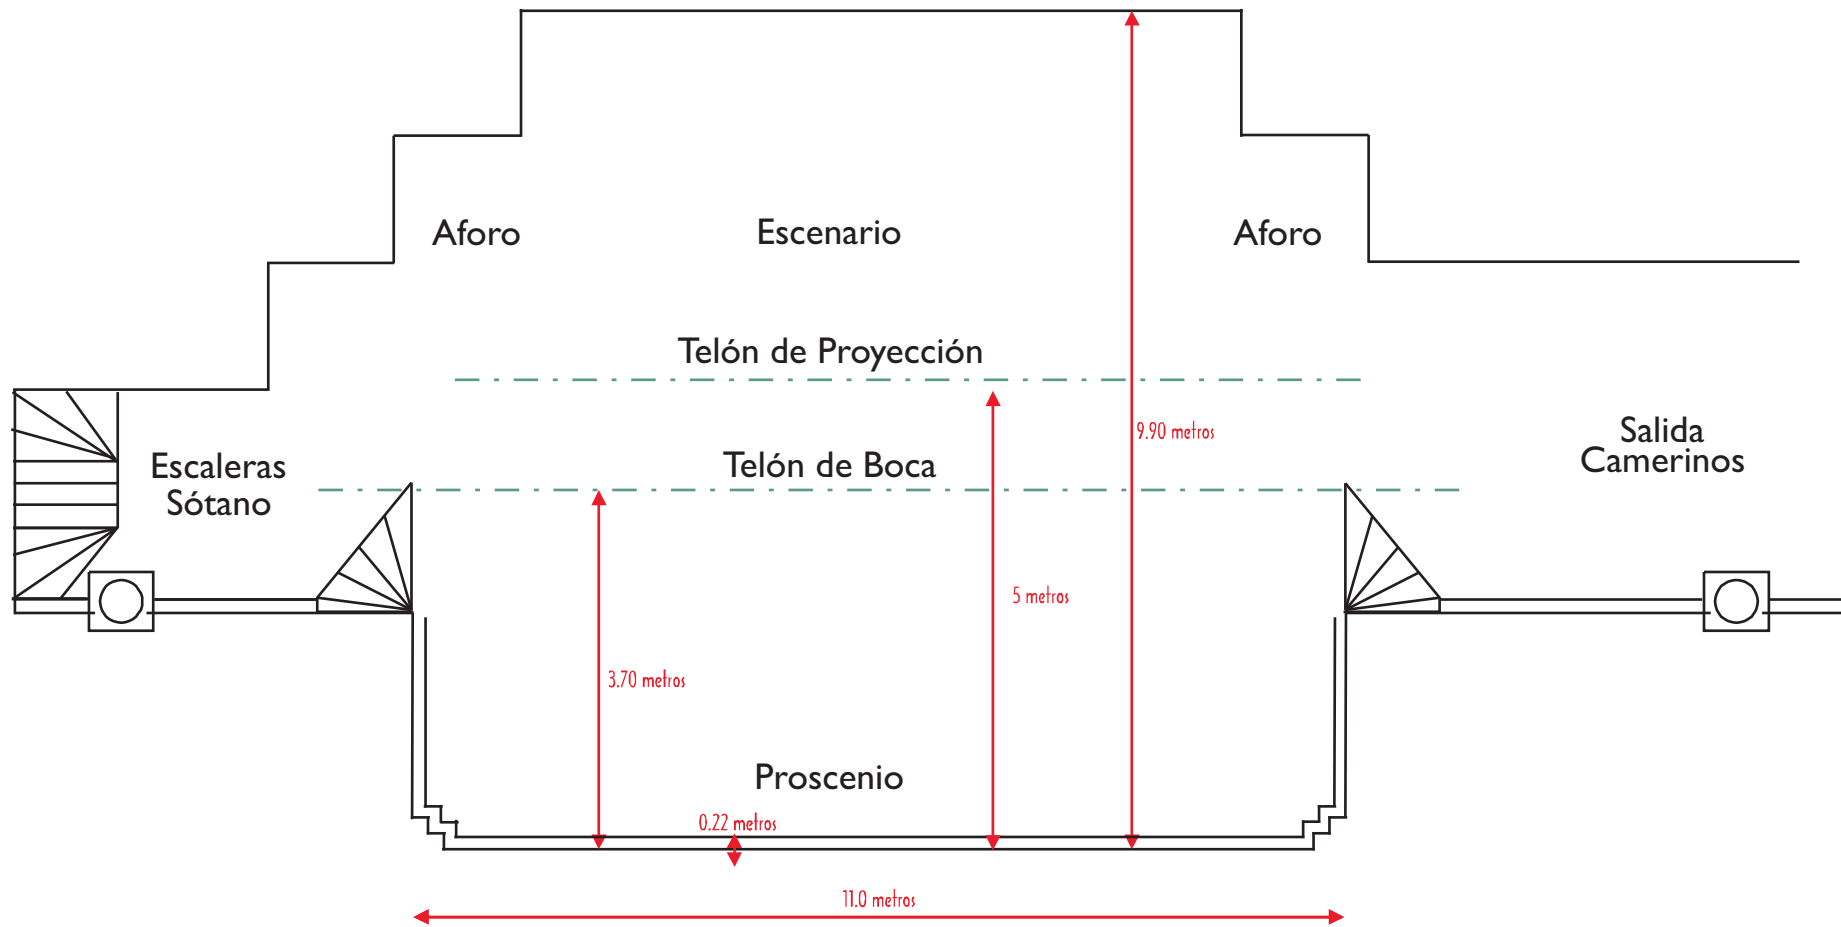 Aforo
Escenario
Aforo
Telón de Proyección
9.90 metros
Salida
Camerinos
Telón de Boca
Escaleras
Sótano
5 metros
3.70 metros
Proscenio
0.22 metros
11.0 metros